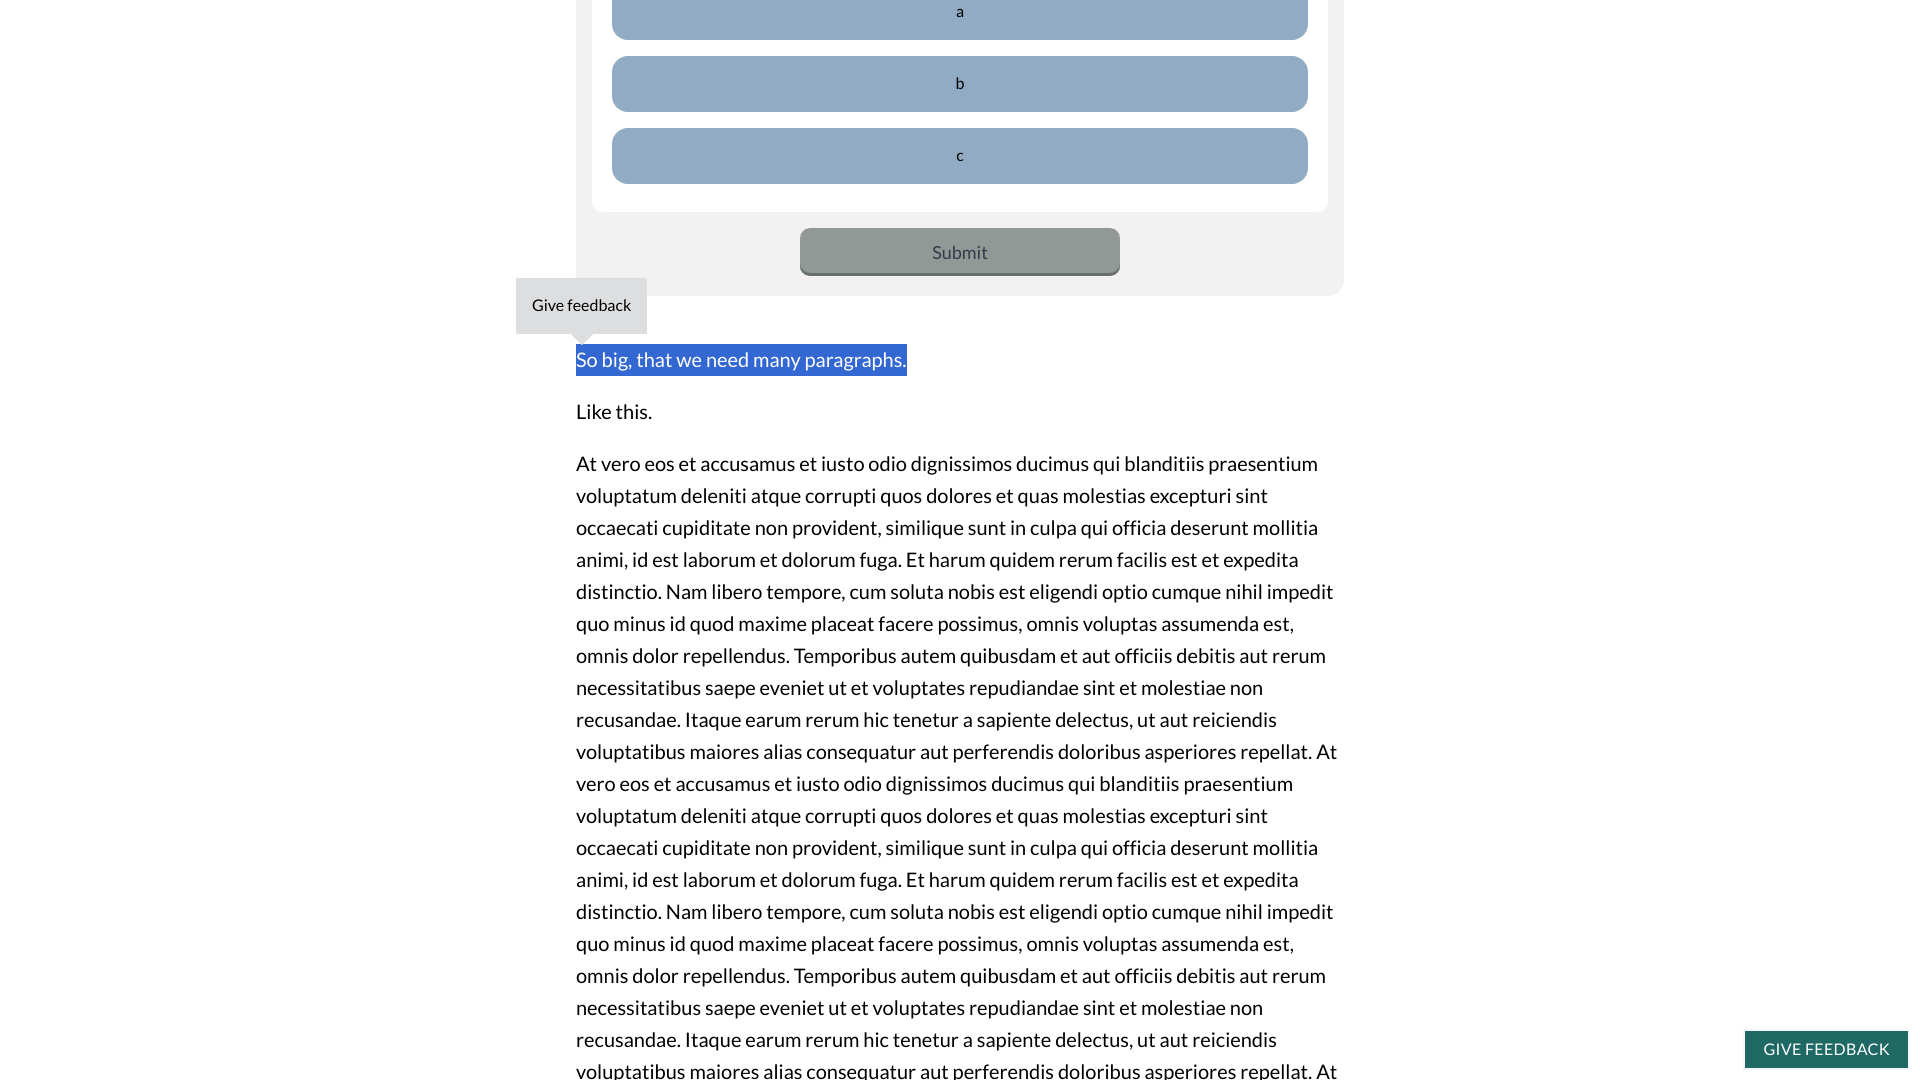 a
b
c
Submit
Give feedback
So big, that we need many paragraphs.
Like this.
At vero eos et accusamus et iusto odio dignissimos ducimus qui blanditiis praesentium
voluptatum deleniti atque corrupti quos dolores et quas molestias excepturi sint
occaecati cupiditate non provident, similique sunt in culpa qui officia deserunt mollitia
animi, id est laborum et dolorum fuga. Et harum quidem rerum facilis est et expedita
distinctio. Nam libero tempore, cum soluta nobis est eligendi optio cumque nihil impedit
quo minus id quod maxime placeat facere possimus, omnis voluptas assumenda est,
omnis dolor repellendus. Temporibus autem quibusdam et aut officiis debitis aut rerum
necessitatibus saepe eveniet ut et voluptates repudiandae sint et molestiae non
recusandae. Itaque earum rerum hic tenetur a sapiente delectus, ut aut reiciendis
voluptatibus maiores alias consequatur aut perferendis doloribus asperiores repellat. At
vero eos et accusamus et iusto odio dignissimos ducimus qui blanditiis praesentium
voluptatum deleniti atque corrupti quos dolores et quas molestias excepturi sint
occaecati cupiditate non provident, similique sunt in culpa qui officia deserunt mollitia
animi, id est laborum et dolorum fuga. Et harum quidem rerum facilis est et expedita
distinctio. Nam libero tempore, cum soluta nobis est eligendi optio cumque nihil impedit
quo minus id quod maxime placeat facere possimus, omnis voluptas assumenda est,
omnis dolor repellendus. Temporibus autem quibusdam et aut officiis debitis aut rerum
necessitatibus saepe eveniet ut et voluptates repudiandae sint et molestiae non
recusandae. Itaque earum rerum hic tenetur a sapiente delectus, ut aut reiciendis
voluptatibus maiores alias consequatur aut perferendis doloribus asperiores repellat. At
GIVE FEEDBACK